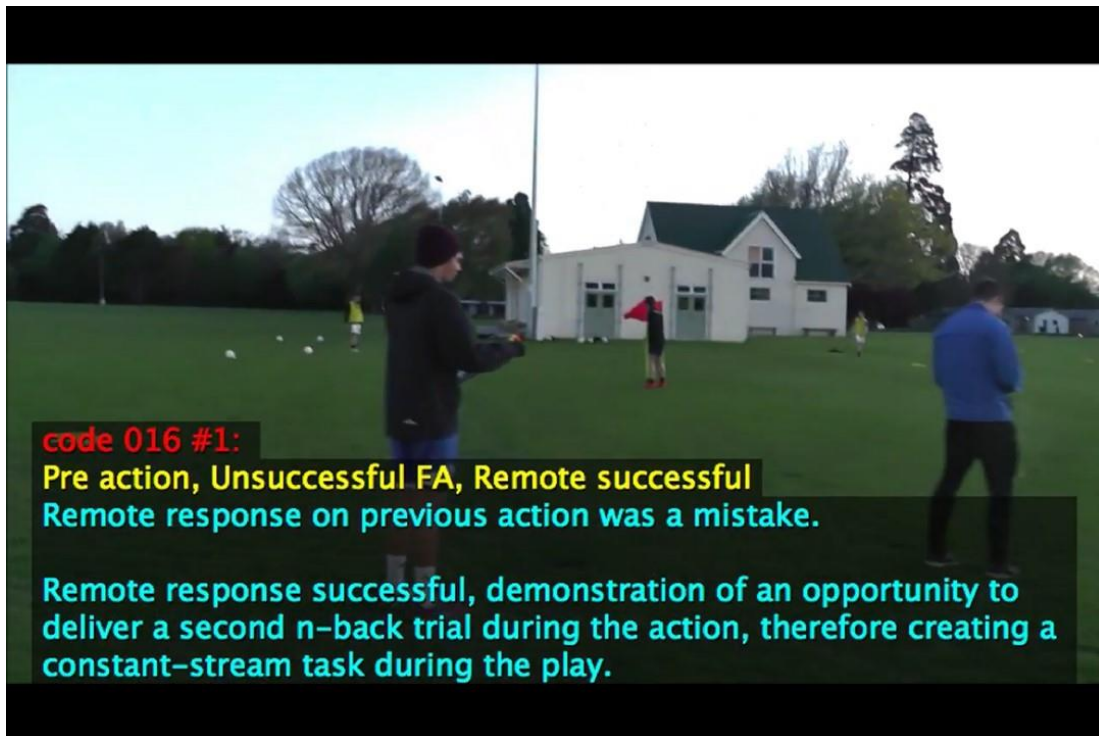 code 016 #1:
Pre action, Unsuccessful FA, Remote successful
Remote response on previous action was a mistake.
Remote response successful, demonstration of an opportunity to
deliver a second n-back trial during the action, therefore creating a
constant-stream task during the play.